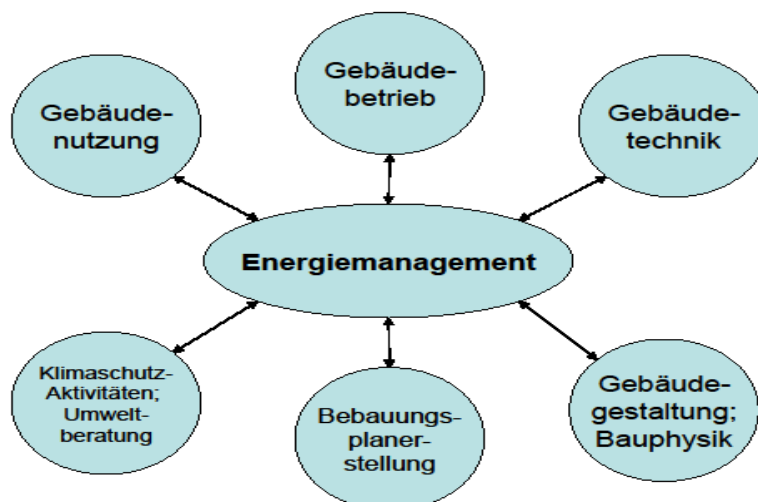 Gebäude-
nutzung
Gebäude-
betrieb
Gebäude-
technik
Energiemanagement
Klimaschutz-
Aktivitäten;
Umwelt-
beratung
Bebauungs-
planer-
stellung
Gebäude-
gestaltung;
Bauphysik